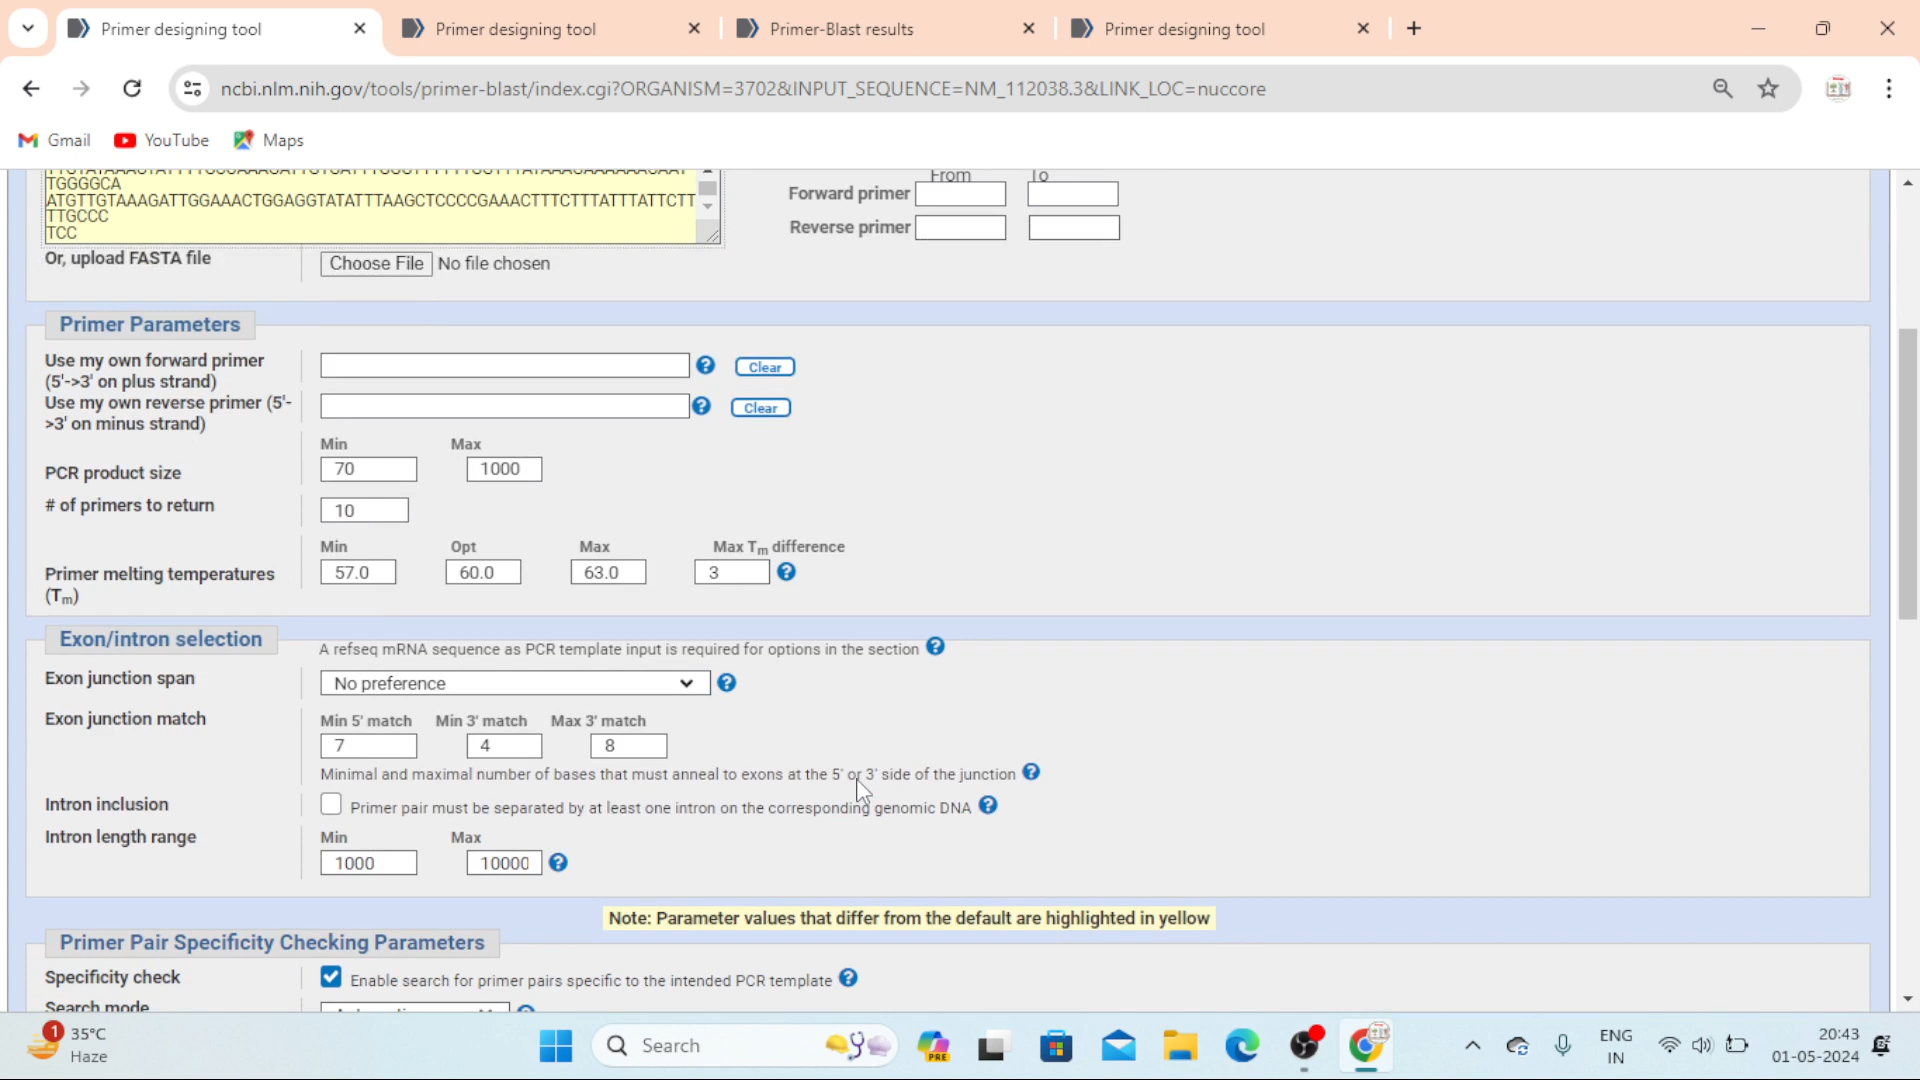 Primer designing tool
Primer designing tool
Primer-Blast results
Primer designing tool
ncbi.nlm.nih.gov/tools/primer-blast/index.cgi?ORGANISM=3702&INPUT_SEQUENCE=NM_112038.3&LINK_LOC=nuccore
Gmail YouTube Maps
TGGGGCA
ATGTTGTAAAGATTGGAAACTGGAGGTATATTTAAGCTCCCCGAAACTTTCTTTATTTATTCTT
TTGCCC
TCC
From To
Forward primer
Reverse primer
Or, upload FASTA file Choose File No file chosen
Primer Parameters
Use my own forward primer
(5'->3' on plus strand) Clear
Use my own reverse primer (5'-
>3' on minus strand) Clear
Min Max
PCR product size 70 1000
# of primers to return 10
Min Opt Max Max Tm difference
Primer melting temperatures 57.0 60.0 63.0 3
(Tm)
Exon/intron selection
A refseq mRNA sequence as PCR template input is required for options in the section
Exon junction span No preference
Exon junction match Min 5' match Min 3' match Max 3' match
7 4 8
Minimal and maximal number of bases that must anneal to exons at the 5' or 3' side of the junction
Intron inclusion Primer pair must be separated by at least one intron on the corresponding genomic DNA
Intron length range Min Max
1000 10000
Note: Parameter values that differ from the default are highlighted in yellow
Primer Pair Specificity Checking Parameters
Specificity check Enable search for primer pairs specific to the intended PCR template
Search mode
1
35°C
Haze
Search
PRE
ENG
IN
20:43
01-05-2024